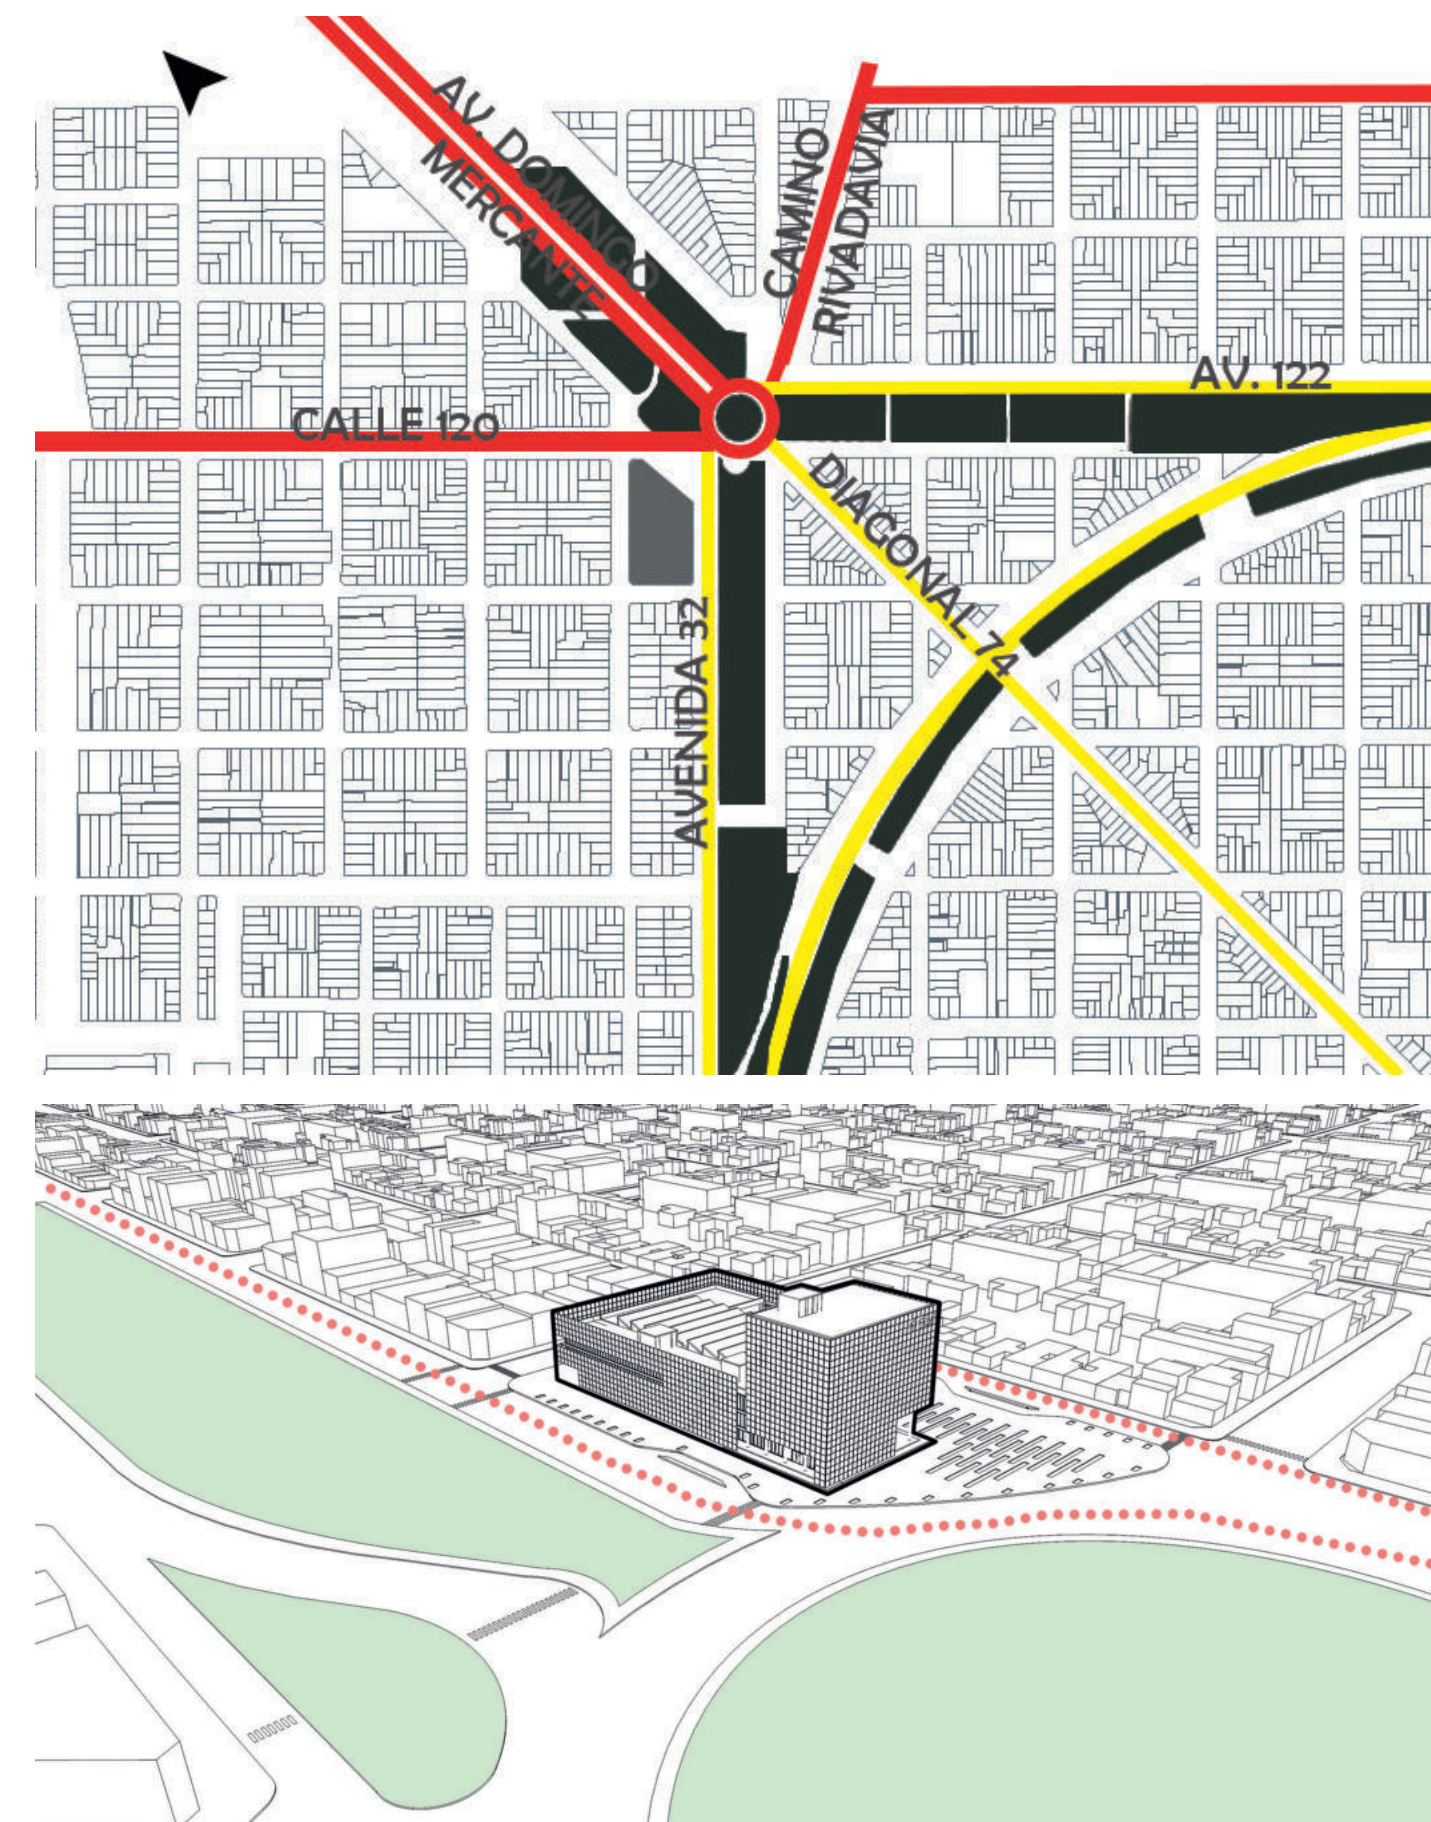 AV. DOMINGO
MERCANTE
CAMINO
RIVADAVIA
AV. 122
CALLE 120
DIAGONAL 74
AVENIDA 32